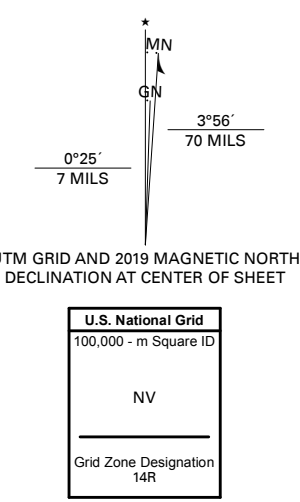 ★
MN
GN
3°56´
70 MILS
0°25´
7 MILS
UTM GRID AND 2019 MAGNETIC NORTH
DECLINATION AT CENTER OF SHEET
U.S. National Grid
100,000 - m Square ID
NV
Grid Zone Designation
14R